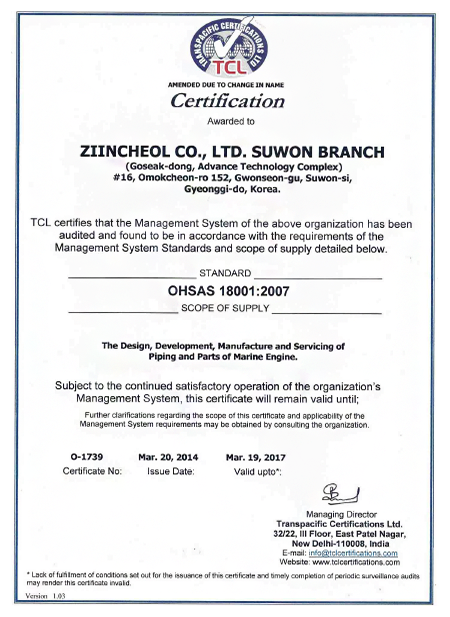 TRANSPACIFIC CERTIFICATIONS LTD
TCL
AMENDED DUE TO CHANGE IN NAME
Certification
Awarded to
ZIINCHEOL CO., LTD. SUWON BRANCH
(Goseak-dong, Advance Technology Complex)
#16, Omokcheon-ro 152, Gwonseon-gu, Suwon-si,
Gyeonggi-do, Korea.
TCL certifies that the Management System of the above organization has been
audited and found to be in accordance with the requirements of the
Management System Standards and scope of supply detailed below.
STANDARD
OHSAS 18001:2007
SCOPE OF SUPPLY
The Design, Development, Manufacture and Servicing of
Piping and Parts of Marine Engine.
Subject to the continued satisfactory operation of the organization's
Management System, this certificate will remain valid until;
Further clarifications regarding the scope of this certificate and applicability of the
Management System requirements may be obtained by consulting the organization.
O-1739 Mar. 20, 2014 Mar. 19, 2017
Certificate No: Issue Date: Valid upto*:
Managing Director
Transpacific Certifications Ltd.
32/22, III Floor, East Patel Nagar,
New Delhi-110008, India
E-mail: info@tclcertifications.com
Website: www.tclcertifications.com
* Lack of fulfillment of conditions set out for the issuance of this certificate and timely completion of periodic surveillance audits
may render this certificate invalid.
Version 1.03